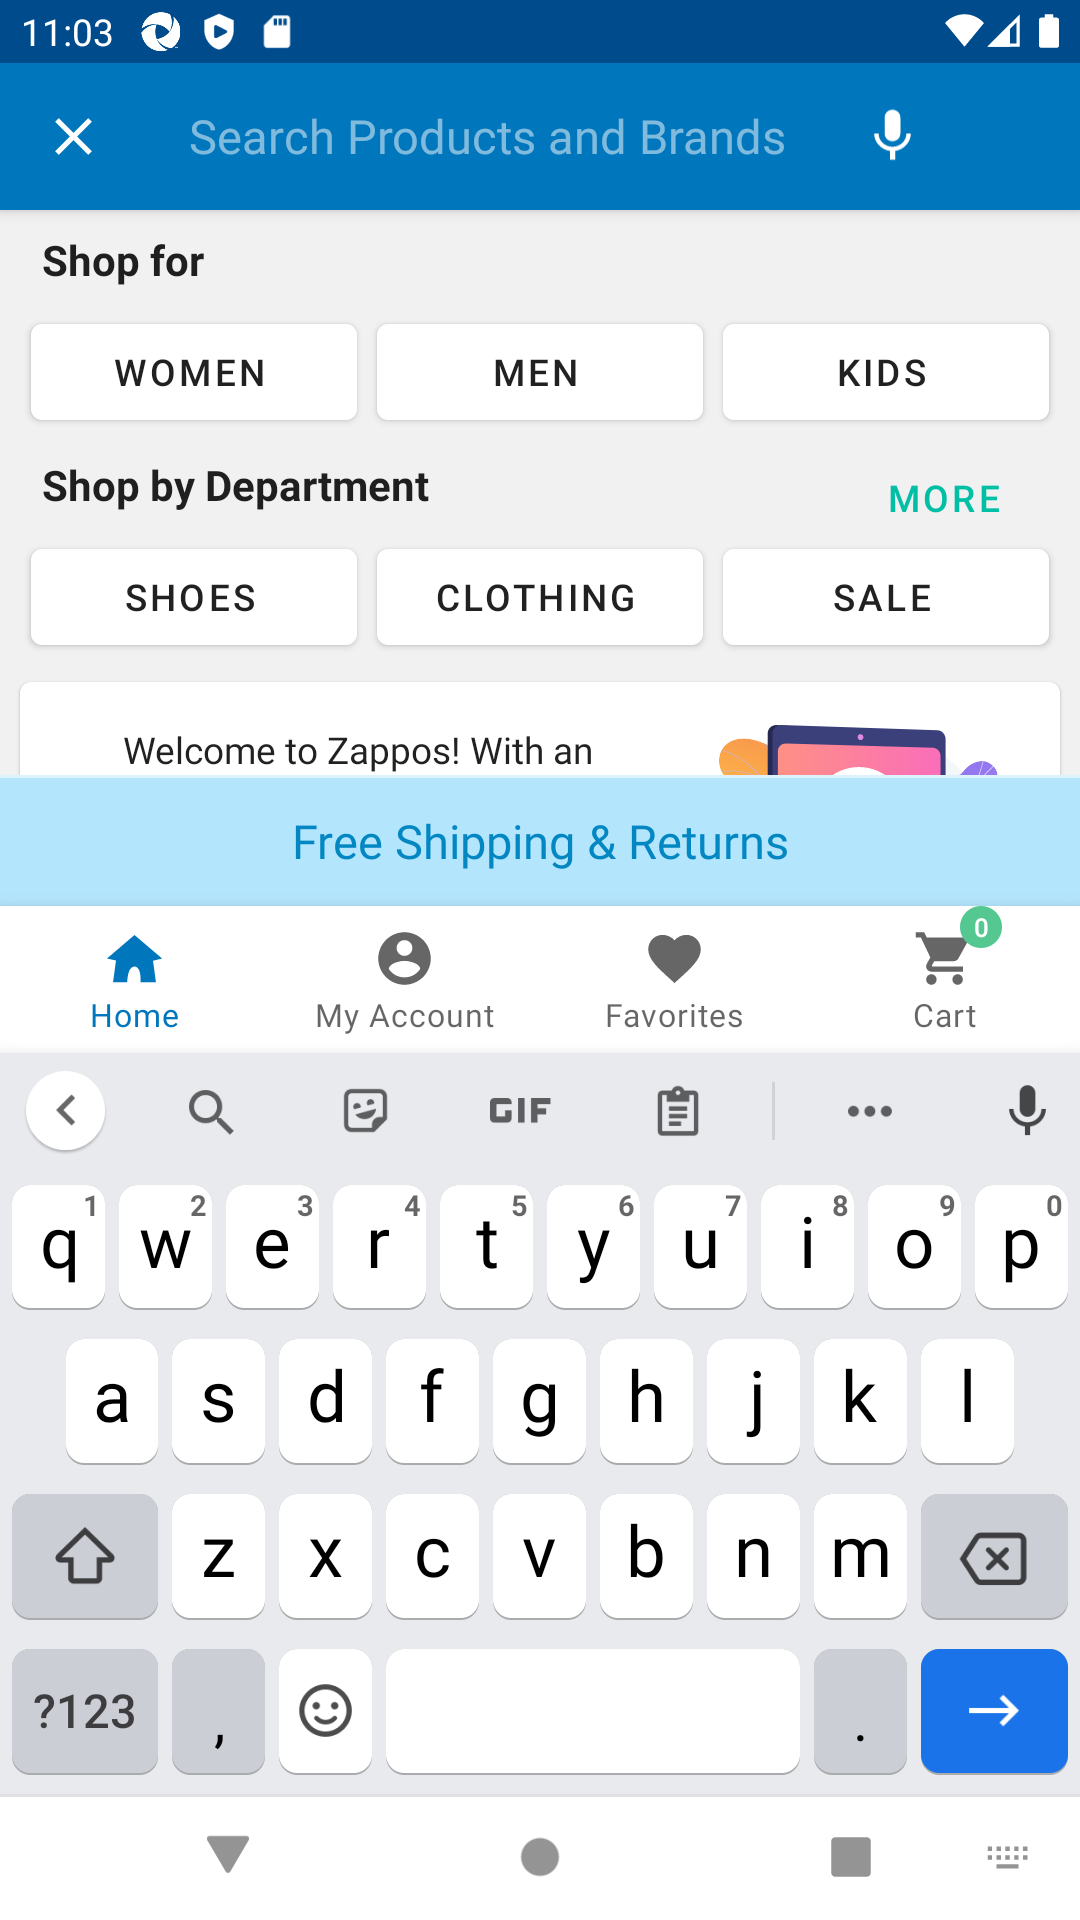 11:03
Search Products and Brands
Shop for
WOMEN MEN KIDS
Shop by Department MORE
SHOES CLOTHING SALE
Welcome to Zappos! With an
Free Shipping & Returns
0
Home My Account Favorites Cart
GIF
1 2 3 4 5 6 7 8 9 0
q w e r t y u i o p
a s d f g h j k l
z x c v b n m
?123 , .